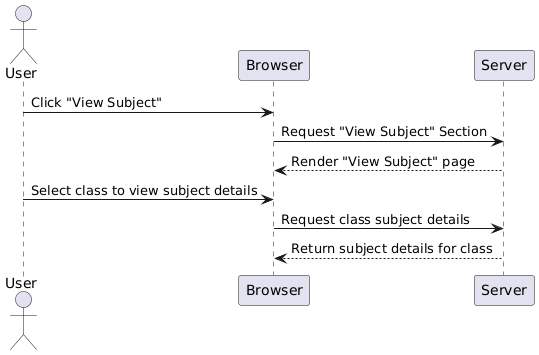 User
Browser
Server
Click "View Subject"
Request "View Subject" Section
Render "View Subject" page
Select class to view subject details
Request class subject details
Return subject details for class
User
Browser
Server